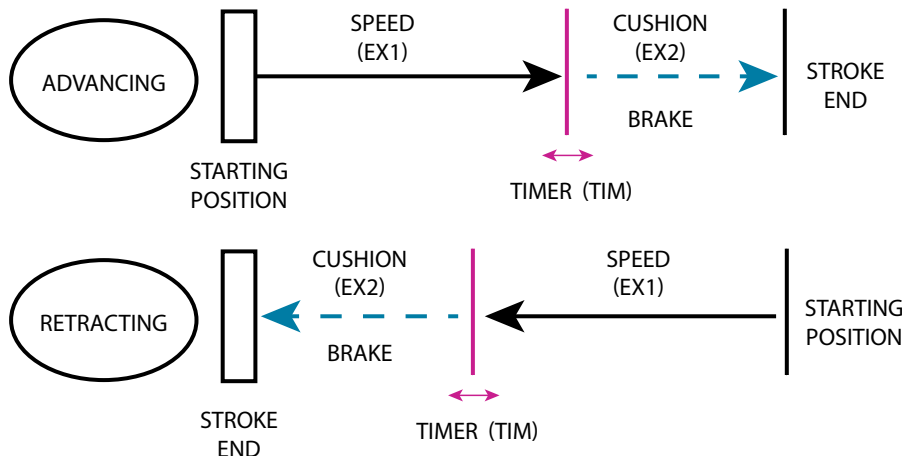 SPEED
(EX1)
CUSHION
(EX2)
ADVANCING
STROKE
END
BRAKE
STARTING
POSITION
TIMER (TIM)
CUSHION
(EX2)
SPEED
(EX1)
RETRACTING
STARTING
POSITION
BRAKE
STROKE
END
TIMER (TIM)